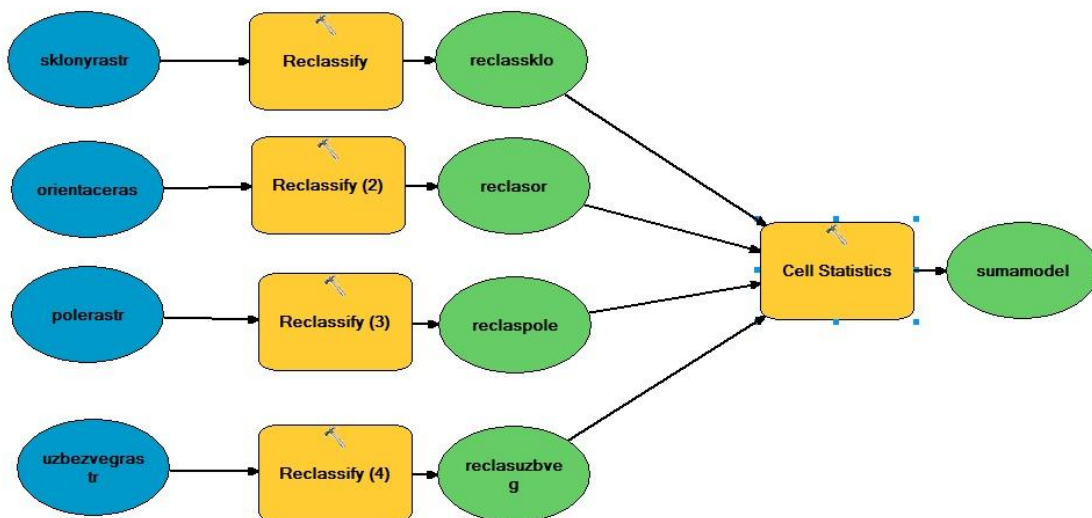 sklonyrastr
Reclassify
reclassklo
orientaceras
Reclassify (2)
reclasor
Cell Statistics
sumamodel
polerastr
Reclassify (3)
reclaspole
uzbezvegras
tr
Reclassify (4)
reclasuzbve
g